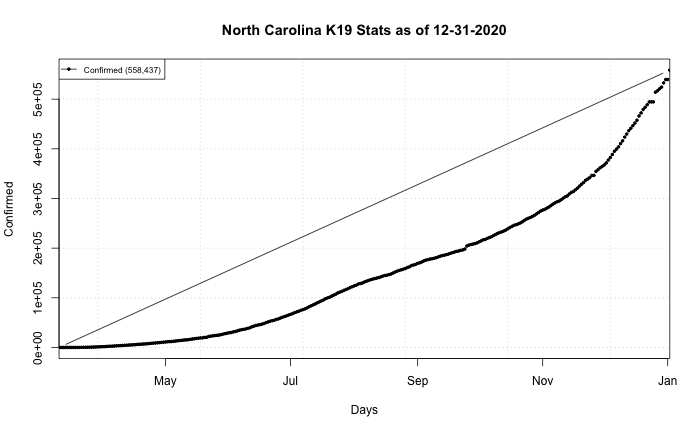 North Carolina K19 Stats as of 12-31-2020
Confirmed (558,437)
Confirmed
5e+05
4e+05
3e+05
2e+05
1e+05
0e+00
May Jul Sep Nov Jan
Days